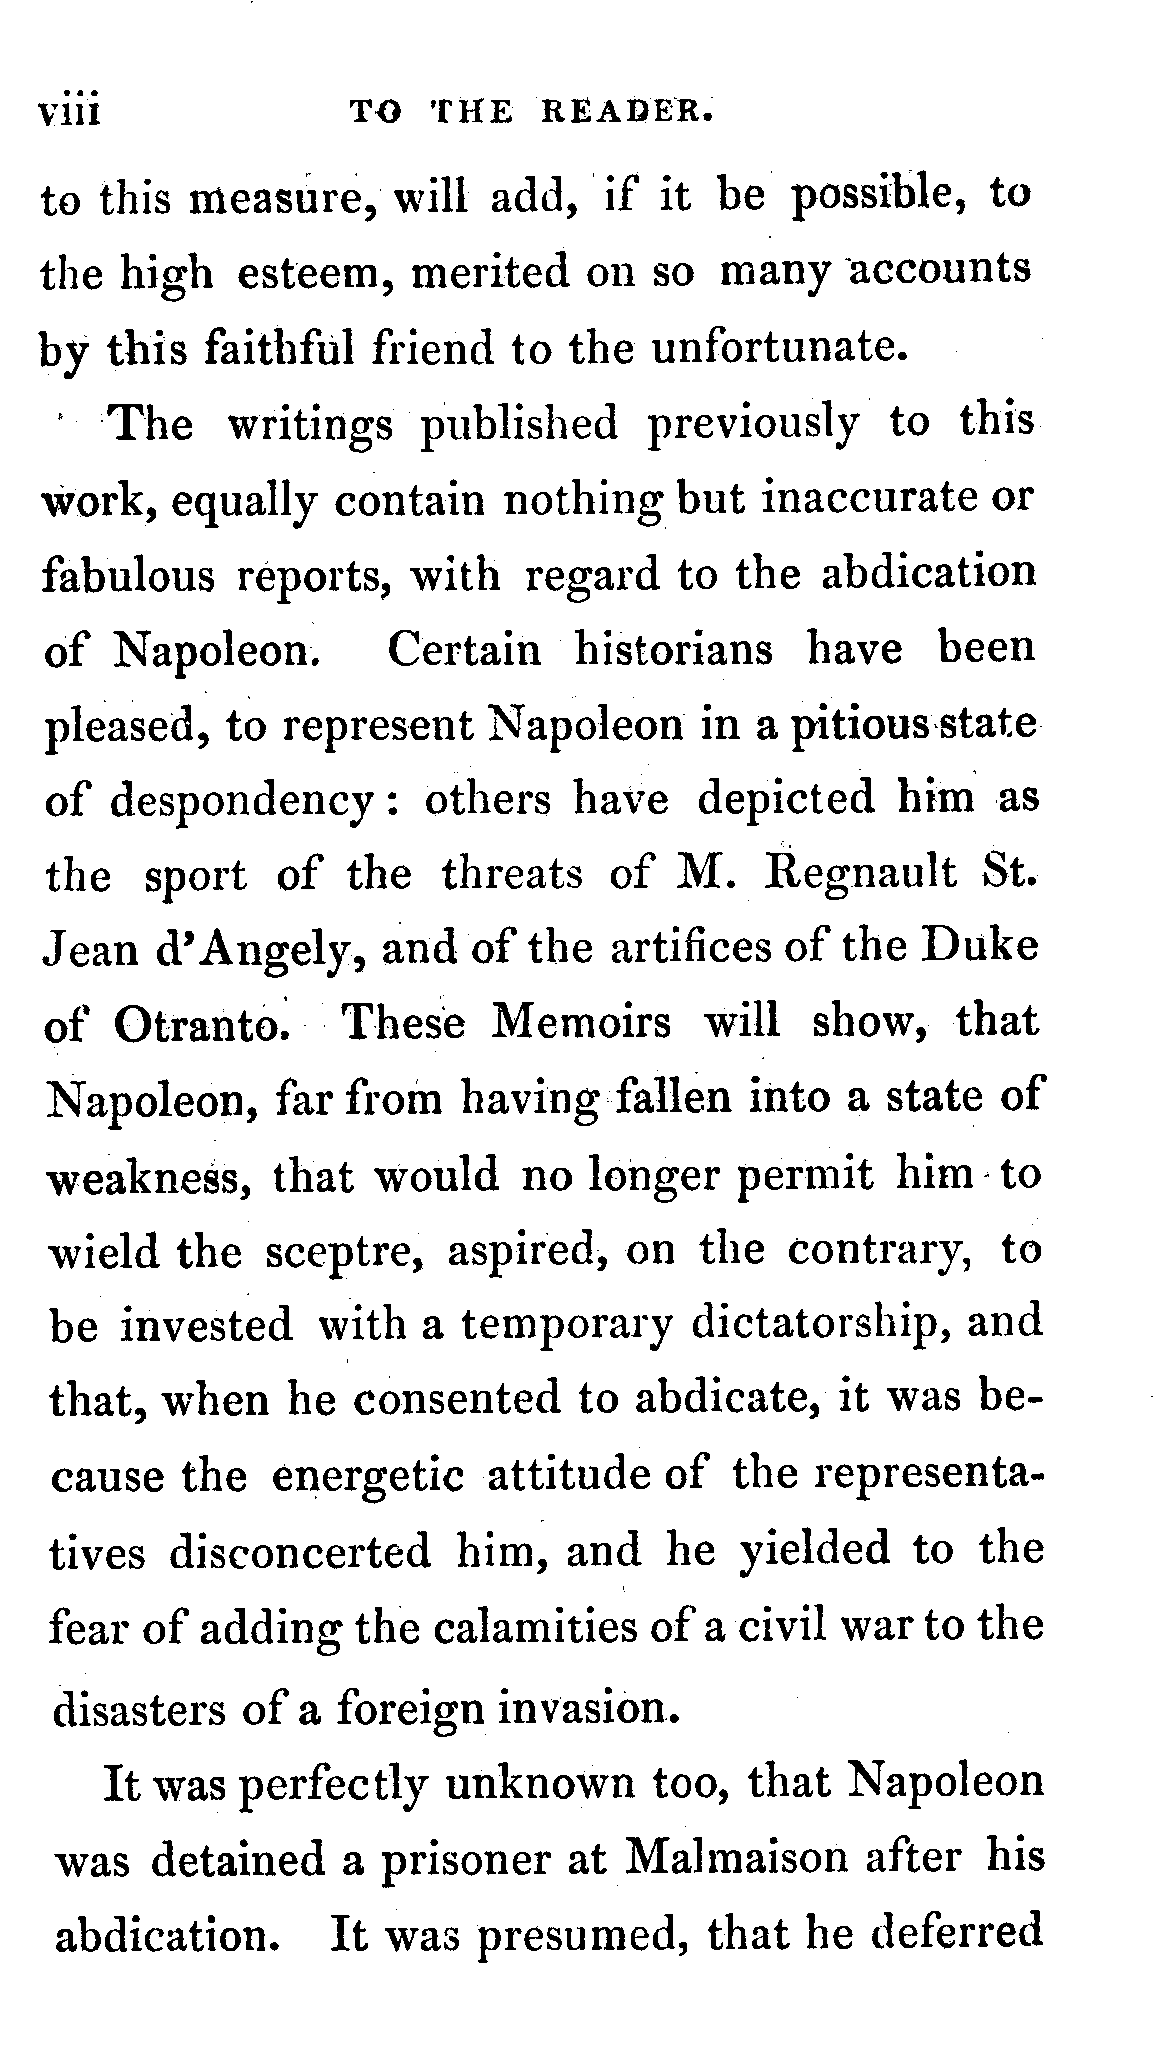 viii TO THE READER.
to this measure, will add, if it be possible, to
the high esteem, merited on so many accounts
by this faithful friend to the unfortunate.
The writings published previously to this
work, equally contain nothing but inaccurate or
fabulous reports, with regard to the abdication
of Napoleon. Certain historians have been
pleased, to represent Napoleon in a pitious state
of despondency: others have depicted him as
the sport of the threats of M. Regnault St.
Jean d'Angely, and of the artifices of the Duke
of Otranto. These Memoirs will show, that
Napoleon, far from having fallen into a state of
weakness, that would no longer permit him to
wield the sceptre, aspired, on the contrary, to
be invested with a temporary dictatorship, and
that, when he consented to abdicate, it was be-
cause the energetic attitude of the representa-
tives disconcerted him, and he yielded to the
fear of adding the calamities of a civil war to the
disasters of a foreign invasion.
It was perfectly unknown too, that Napoleon
was detained a prisoner at Malmaison after his
abdication. It was presumed, that he deferred